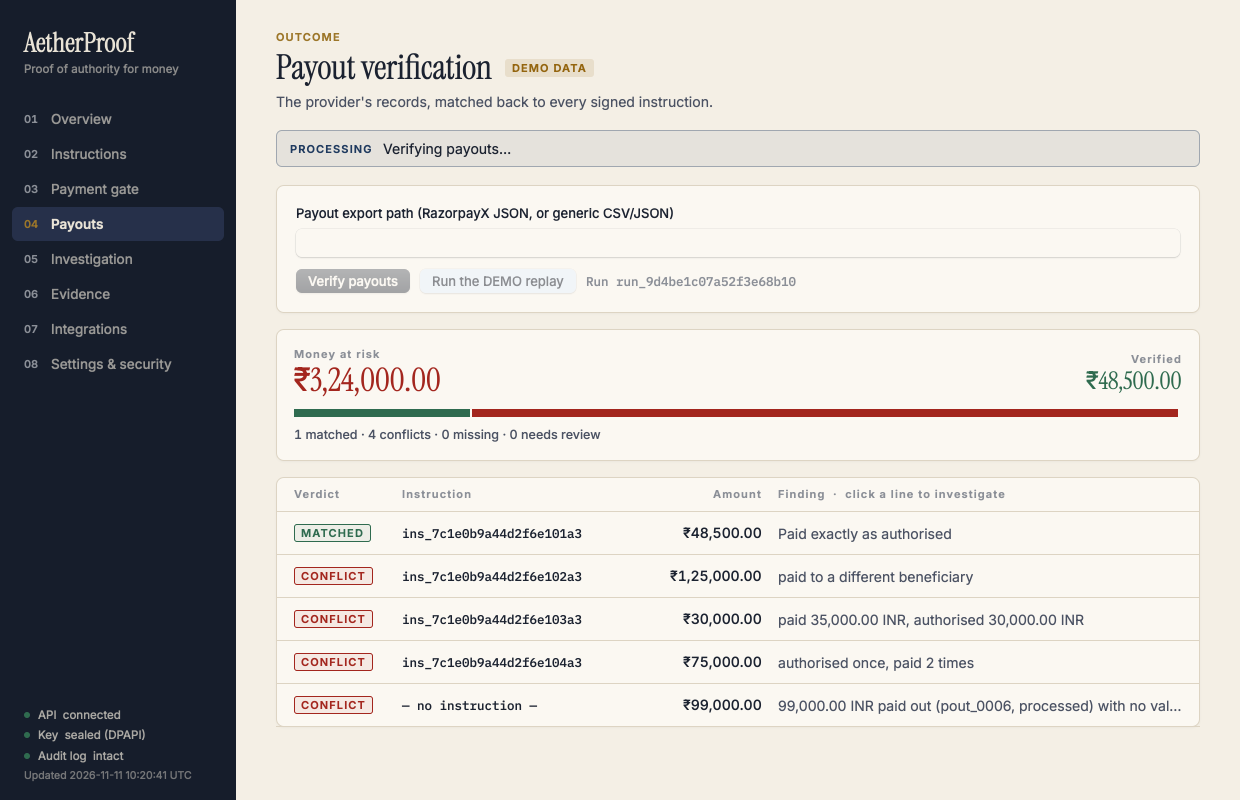 AetherProof
Proof of authority for money
01 Overview
02 Instructions
03 Payment gate
04 Payouts
05 Investigation
06 Evidence
07 Integrations
08 Settings & security
API connected
Key sealed (DPAPI)
Audit log intact
Updated 2026-11-11 10:20:41 UTC
OUTCOME
Payout verification DEMO DATA
The provider's records, matched back to every signed instruction.
PROCESSING Verifying payouts...
Payout export path (RazorpayX JSON, or generic CSV/JSON)
Verify payouts Run the DEMO replay Run run_9d4be1c07a52f3e68b10
Money at risk Verified
₹3,24,000.00 ₹48,500.00
1 matched · 4 conflicts · 0 missing · 0 needs review
Verdict Instruction Amount Finding · click a line to investigate
MATCHED ins_7c1e0b9a44d2f6e101a3 ₹48,500.00 Paid exactly as authorised
CONFLICT ins_7c1e0b9a44d2f6e102a3 ₹1,25,000.00 paid to a different beneficiary
CONFLICT ins_7c1e0b9a44d2f6e103a3 ₹30,000.00 paid 35,000.00 INR, authorised 30,000.00 INR
CONFLICT ins_7c1e0b9a44d2f6e104a3 ₹75,000.00 authorised once, paid 2 times
CONFLICT — no instruction — ₹99,000.00 99,000.00 INR paid out (pout_0006, processed) with no val...